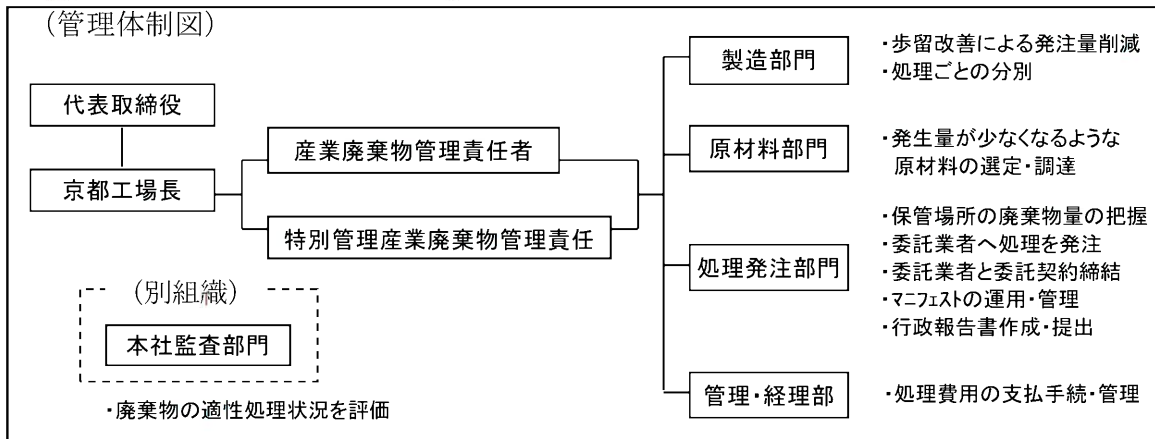 (管理体制図)
代表取締役
京都工場長
産業廃棄物管理責任者
特別管理産業廃棄物管理責任
(別組織)
本社監査部門
・廃棄物の適性処理状況を評価
製造部門
・歩留改善による発注量削減
・処理ごとの分別
原材料部門
・発生量が少なくなるような
原材料の選定・調達
処理発注部門
・保管場所の廃棄物量の把握
・委託業者へ処理を発注
・委託業者と委託契約締結
・マニフェストの運用・管理
・行政報告書作成・提出
管理・経理部
・処理費用の支払手続・管理